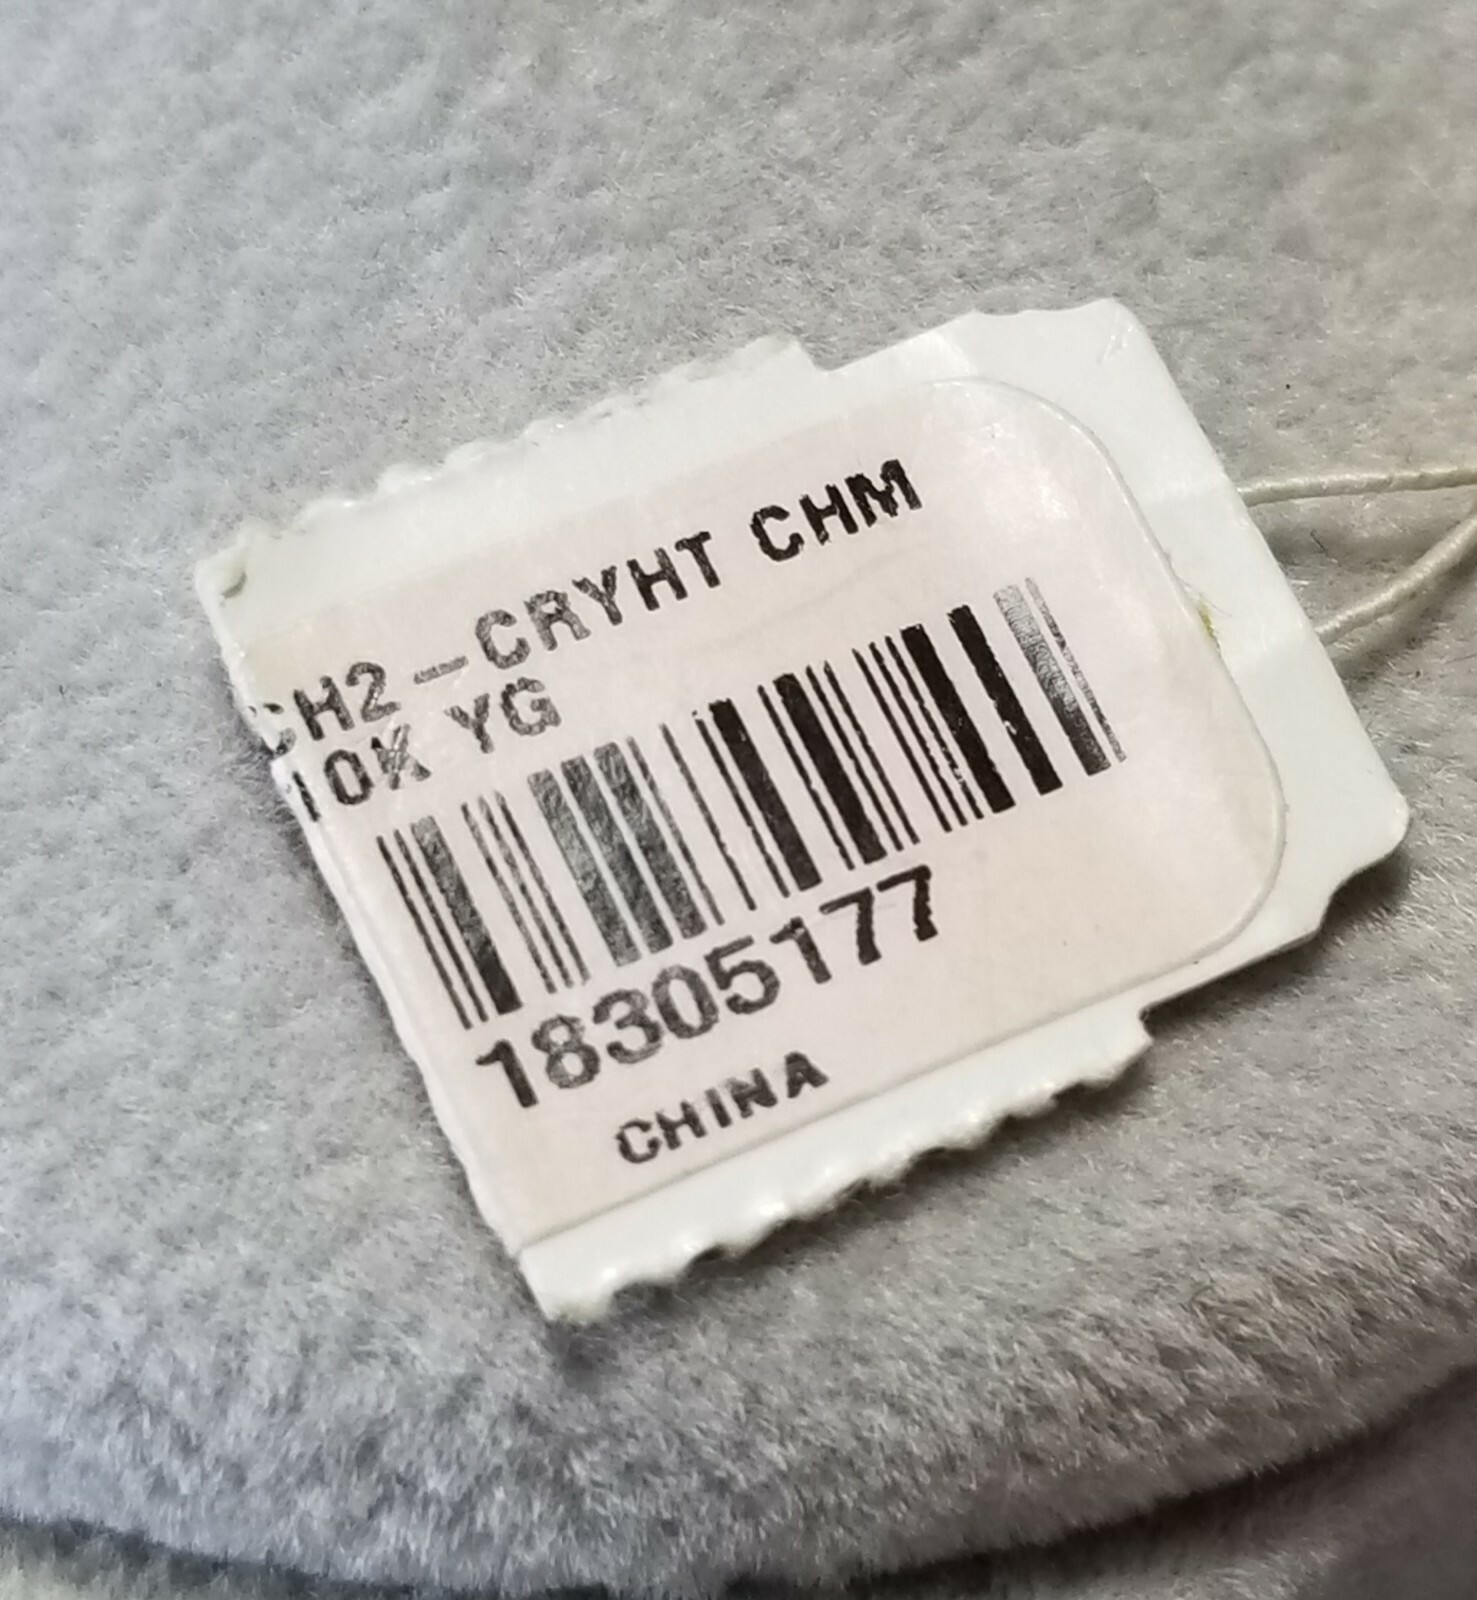 CH2-CRYHT CHM
10K YG
18305177
CHINA